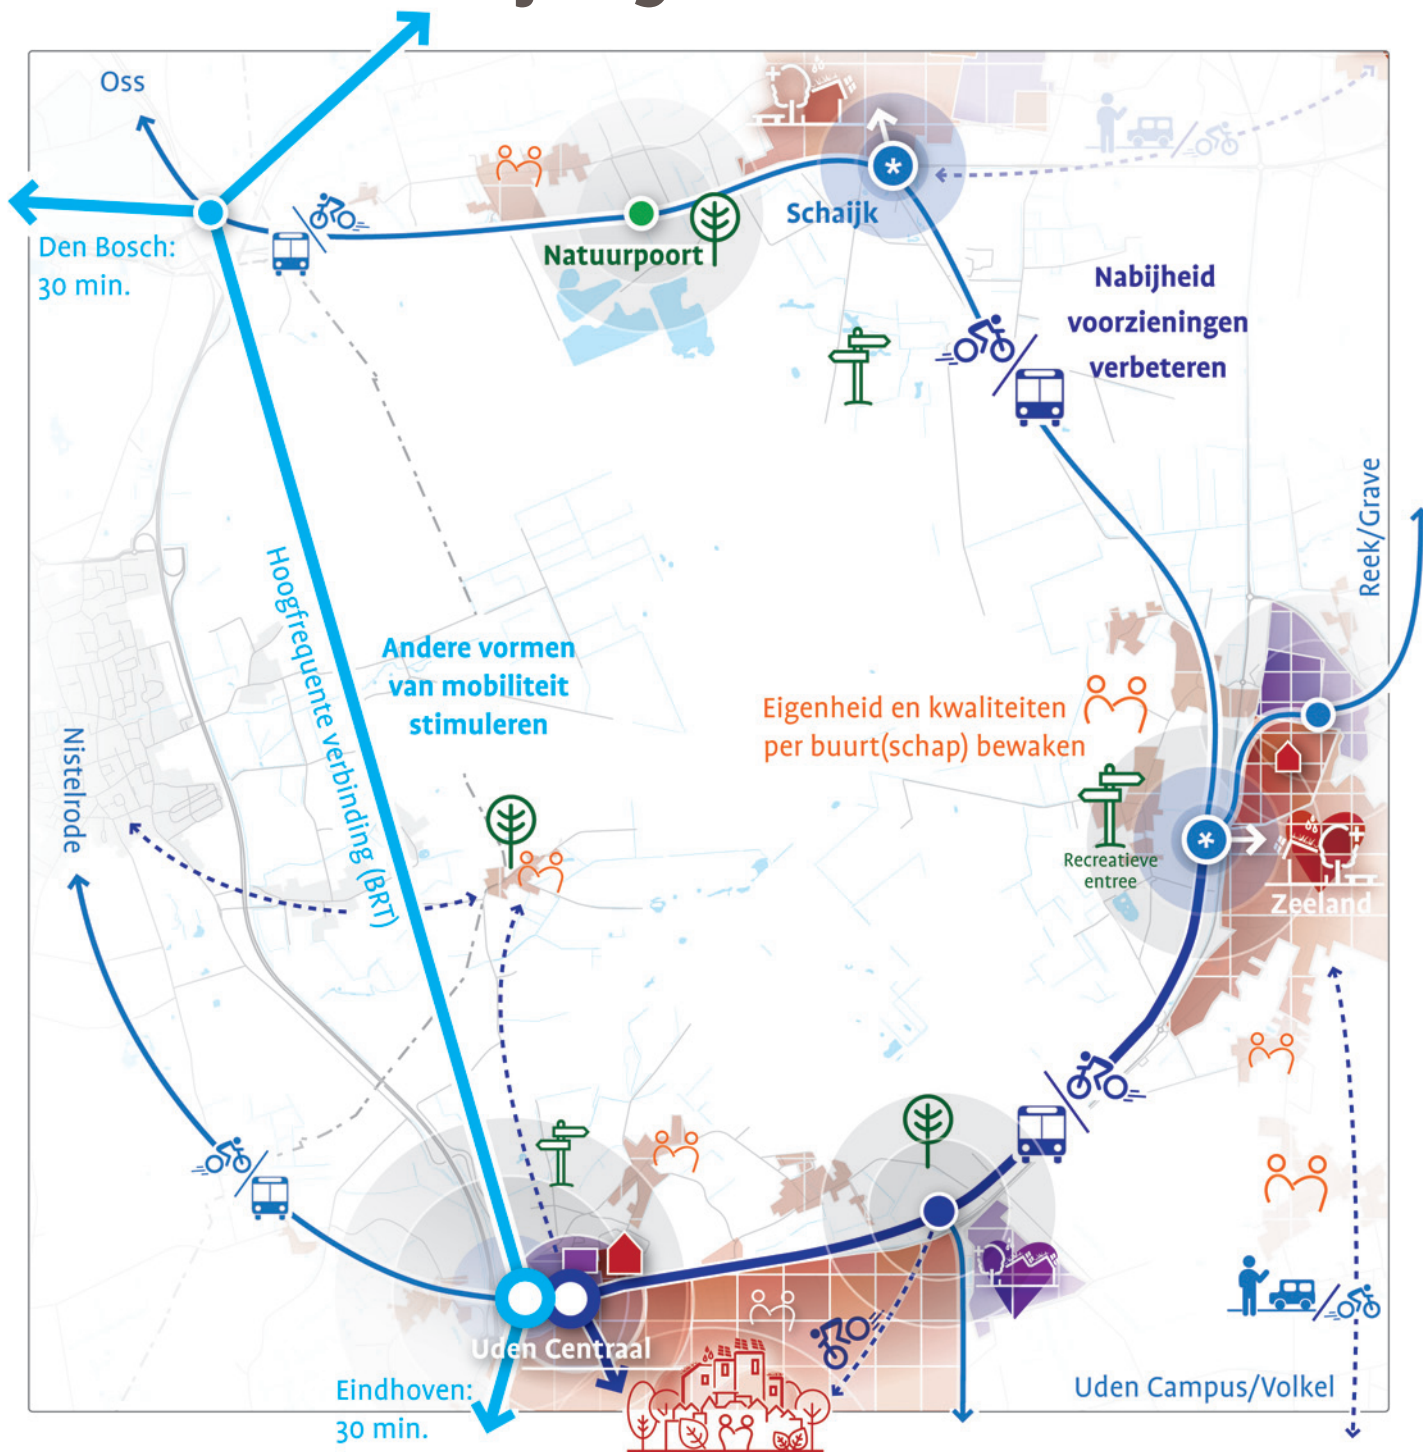 Oss
Den Bosch:
30 min.
Natuurpoort
Schaijk
*
Nabijheid
voorzieningen
verbeteren
Reek/Grave
Hoogfrequente verbinding (BRT)
Andere vormen
van mobiliteit
stimuleren
Eigenheid en kwaliteiten
per buurt(schap) bewaken
Nistelrode
Recreatieve
entree
*
Zeeland
Uden Centraal
Eindhoven:
30 min.
Uden Campus/Volkel